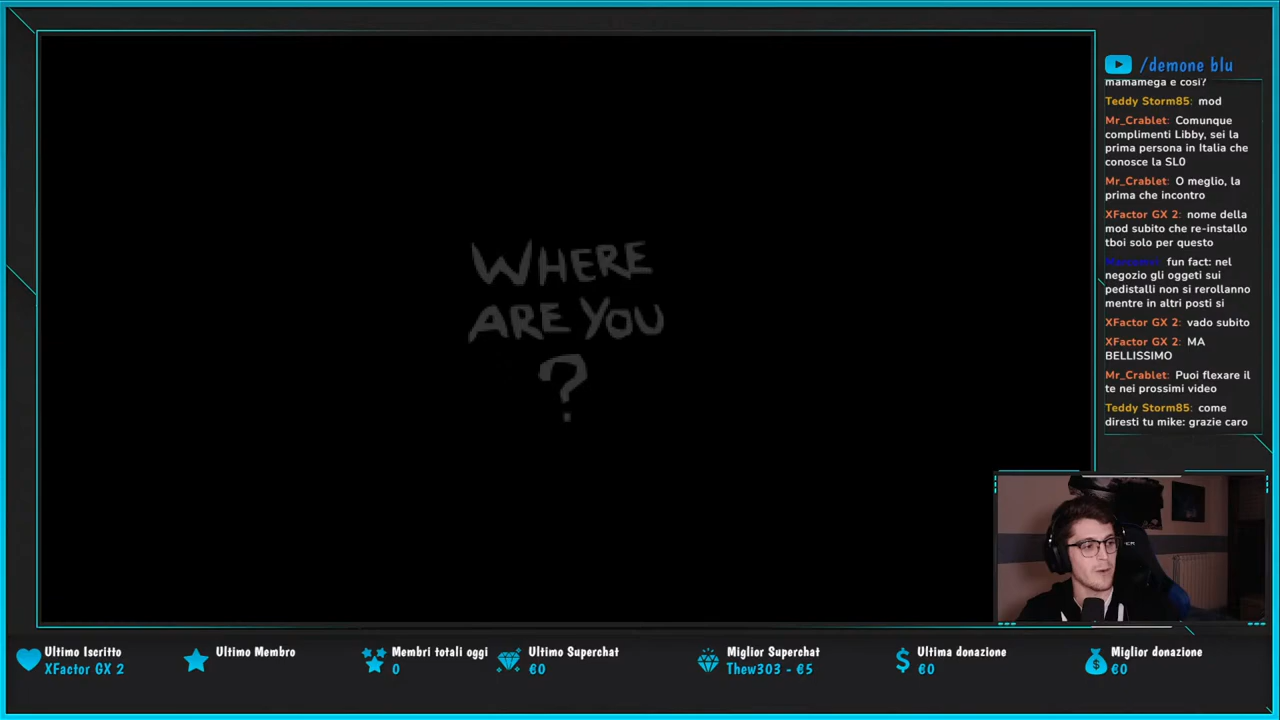 WHERE
ARE YOU
?
/demone blu
mamamega e così?
Teddy Storm85: mod
Mr_Crablet: Comunque
complimenti Libby, sei la
prima persona in Italia che
conosce la SL0
Mr_Crablet: O meglio, la
prima che incontro
XFactor GX 2: nome della
mod subito che re-installo
tboi solo per questo
fun fact: nel
negozio gli oggeti sui
pedistalli non si rerollanno
mentre in altri posti si
XFactor GX 2: vado subito
XFactor GX 2: MA
BELLISSIMO
Mr_Crablet: Puoi flexare il
te nei prossimi video
Teddy Storm85: come
diresti tu mike: grazie caro
Ultimo Iscritto
XFactor GX 2
Ultimo Membro
Membri totali oggi
0
Ultimo Superchat
€0
Miglior Superchat
Thew303 - €5
Ultima donazione
€0
Miglior donazione
€0